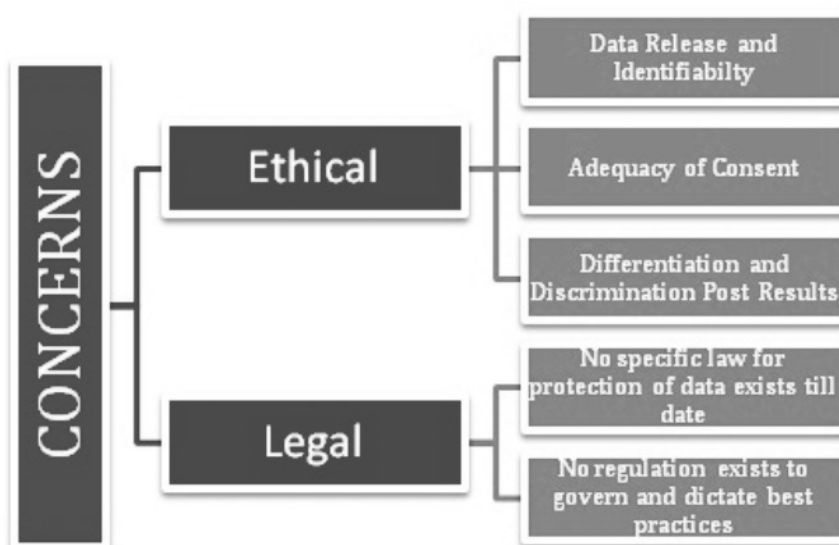 CONCERNS
Ethical
Data Release and
Identifiabilty
Adequacy of Consent
Differentiation and
Discrimination Post Results
Legal
No specific law for
protection of data exists till
date
No regulation exists to
govern and dictate best
practices